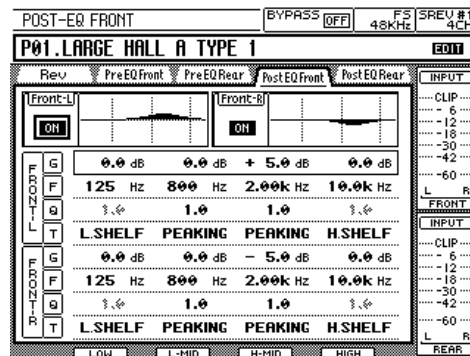 POST-EQ FRONT BYPASS OFF FS 48KHz SREV #1 4CH
P01.LARGE HALL A TYPE 1 EDIT
Rev PreEQFront PreEQRear PostEQFront PostEQRear
Front-L ON Front-R ON
FRONT-L
G 0.0 dB 0.0 dB + 5.0 dB 0.0 dB
F 125 Hz 800 Hz 2.00k Hz 10.0k Hz
Q 1.0 1.0
T L.SHELF PEAKING PEAKING H.SHELF
FRONT-R
G 0.0 dB 0.0 dB - 5.0 dB 0.0 dB
F 125 Hz 800 Hz 2.00k Hz 10.0k Hz
Q 1.0 1.0
T L.SHELF PEAKING PEAKING H.SHELF
LOW L-MID H-MID HIGH
INPUT
CLIP
- 6
-12
-18
-30
-42
-60
L R
FRONT
INPUT
CLIP
- 6
-12
-18
-30
-42
-60
L R
REAR